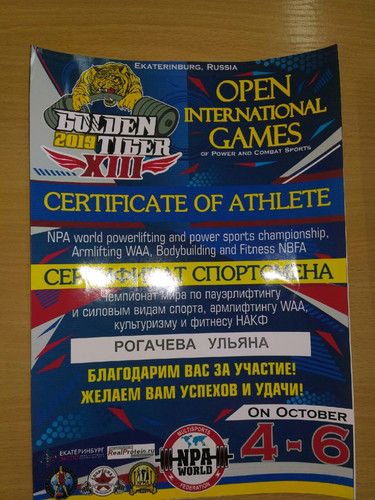 EKATERINBURG, RUSSIA
GOLDEN
2019 TIGER
XIII
OPEN
INTERNATIONAL
GAMES
OF POWER AND COMBAT SPORTS
CERTIFICATE OF ATHLETE
NPA world powerlifting and power sports championship,
Armlifting WAA, Bodybuilding and Fitness NBFA
СЕРТИФИКАТ СПОРТСМЕНА
Чемпионат мира по пауэрлифтингу
и силовым видам спорта, армлифтингу WAA,
культуризму и фитнесу НАКФ
РОГАЧЕВА УЛЬЯНА
БЛАГОДАРИМ ВАС ЗА УЧАСТИЕ!
ЖЕЛАЕМ ВАМ УСПЕХОВ И УДАЧИ!
ON OCTOBER
4-6
ЕКАТЕРИНБУРГ
RealProtein.ru
MULTISPORTS
NPA
WORLD
FEDERATION